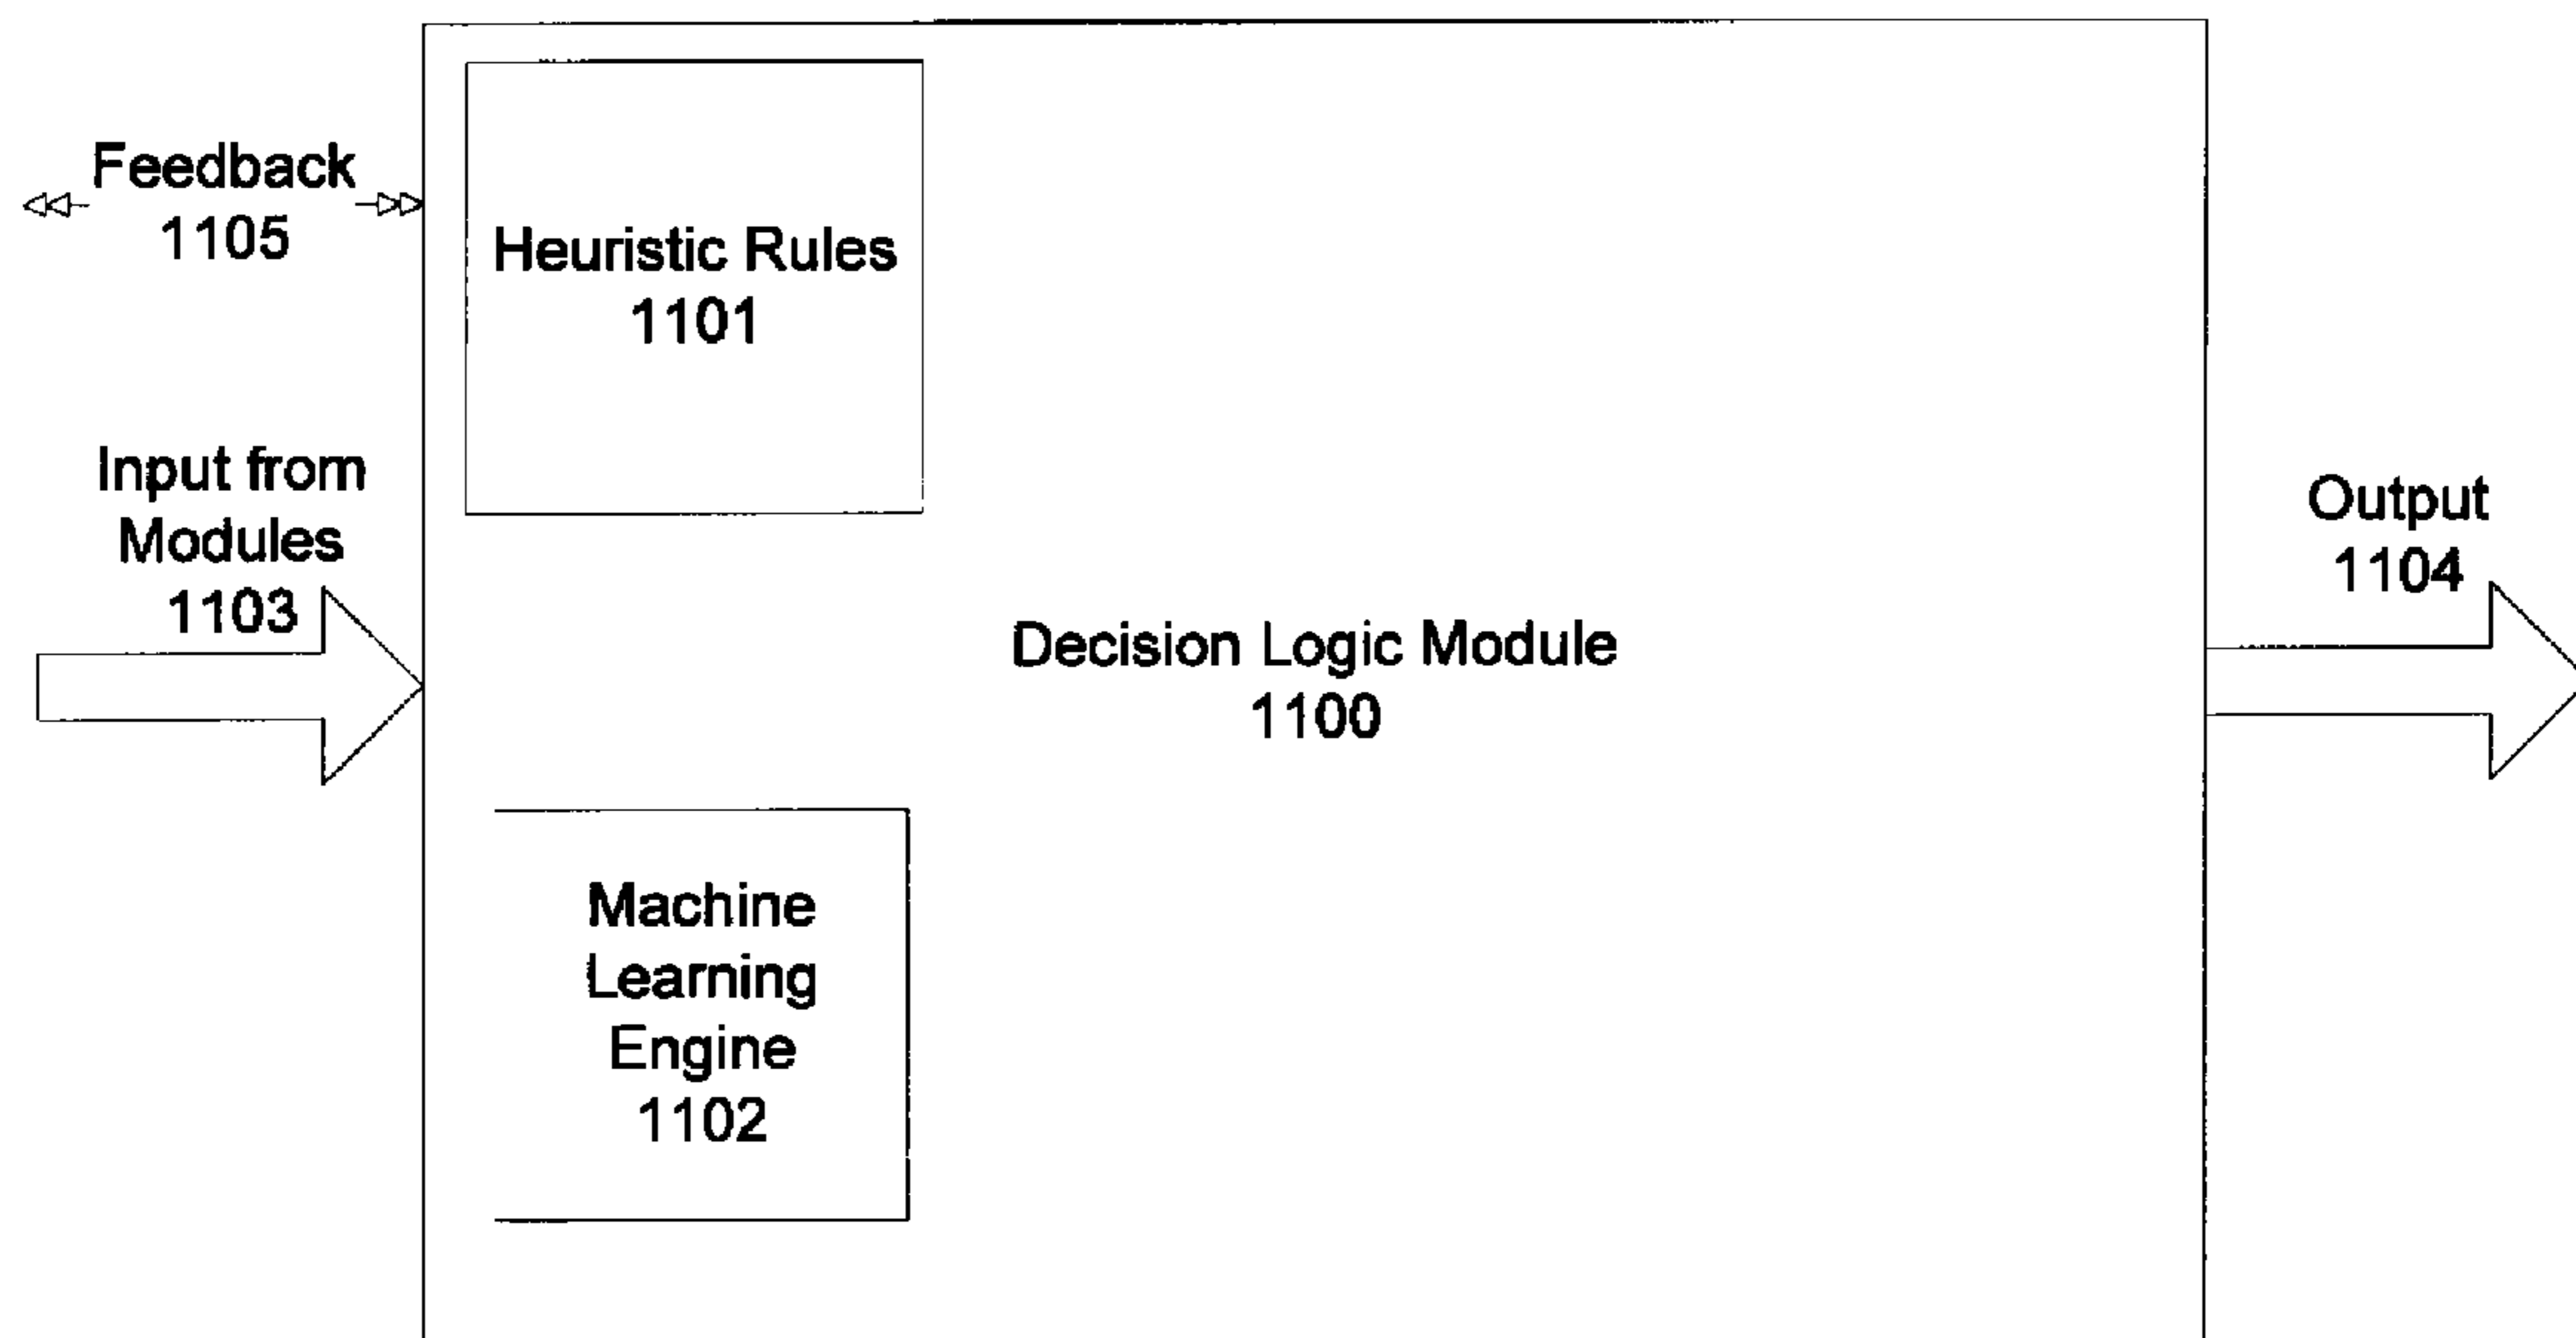 Feedback
1105
Heuristic Rules
1101
Input from
Modules
1103
Decision Logic Module
1100
Output
1104
Machine
Learning
Engine
1102